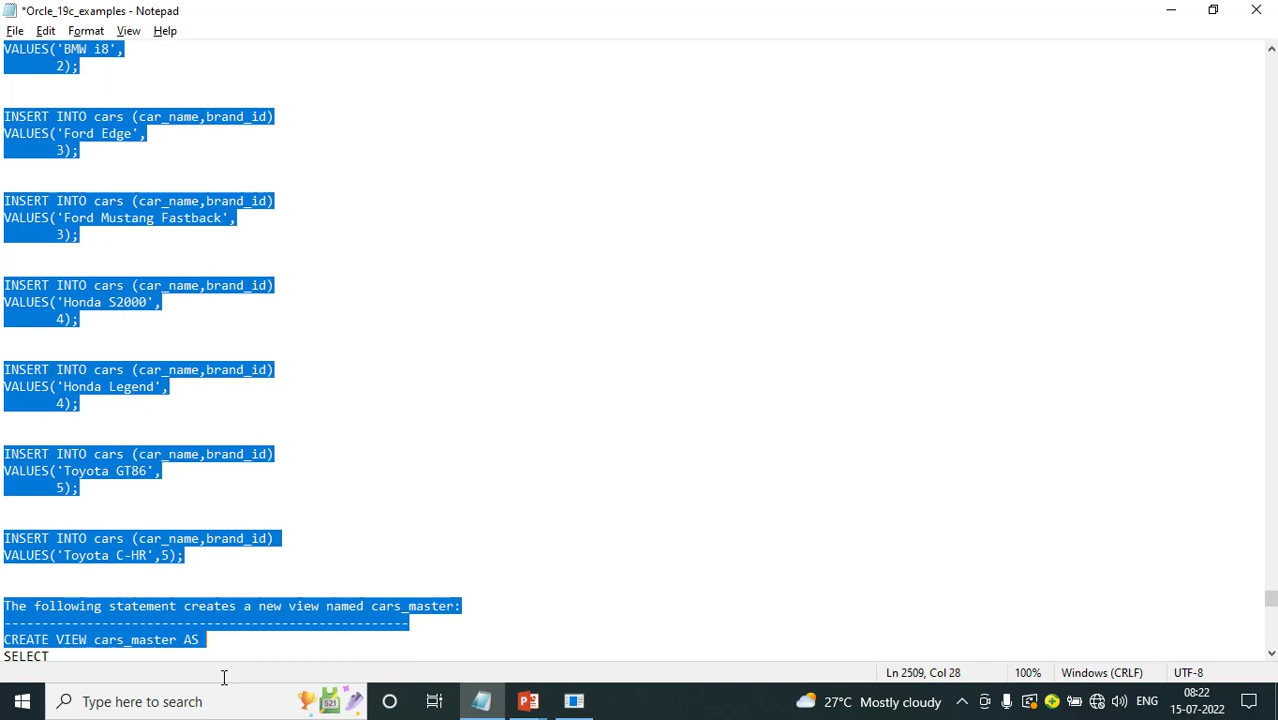 *Orcle_19c_examples - Notepad
File Edit Format View Help
VALUES('BMW i8',
2);
INSERT INTO cars (car_name,brand_id)
VALUES('Ford Edge',
3);
INSERT INTO cars (car_name,brand_id)
VALUES('Ford Mustang Fastback',
3);
INSERT INTO cars (car_name,brand_id)
VALUES('Honda S2000',
4);
INSERT INTO cars (car_name,brand_id)
VALUES('Honda Legend',
4);
INSERT INTO cars (car_name,brand_id)
VALUES('Toyota GT86',
5);
INSERT INTO cars (car_name,brand_id)
VALUES('Toyota C-HR',5);
The following statement creates a new view named cars_master:
------------------------------------------------------
CREATE VIEW cars_master AS
SELECT
Ln 2509, Col 28 100% Windows (CRLF) UTF-8
Type here to search 521 27°C Mostly cloudy ENG 08:22
15-07-2022